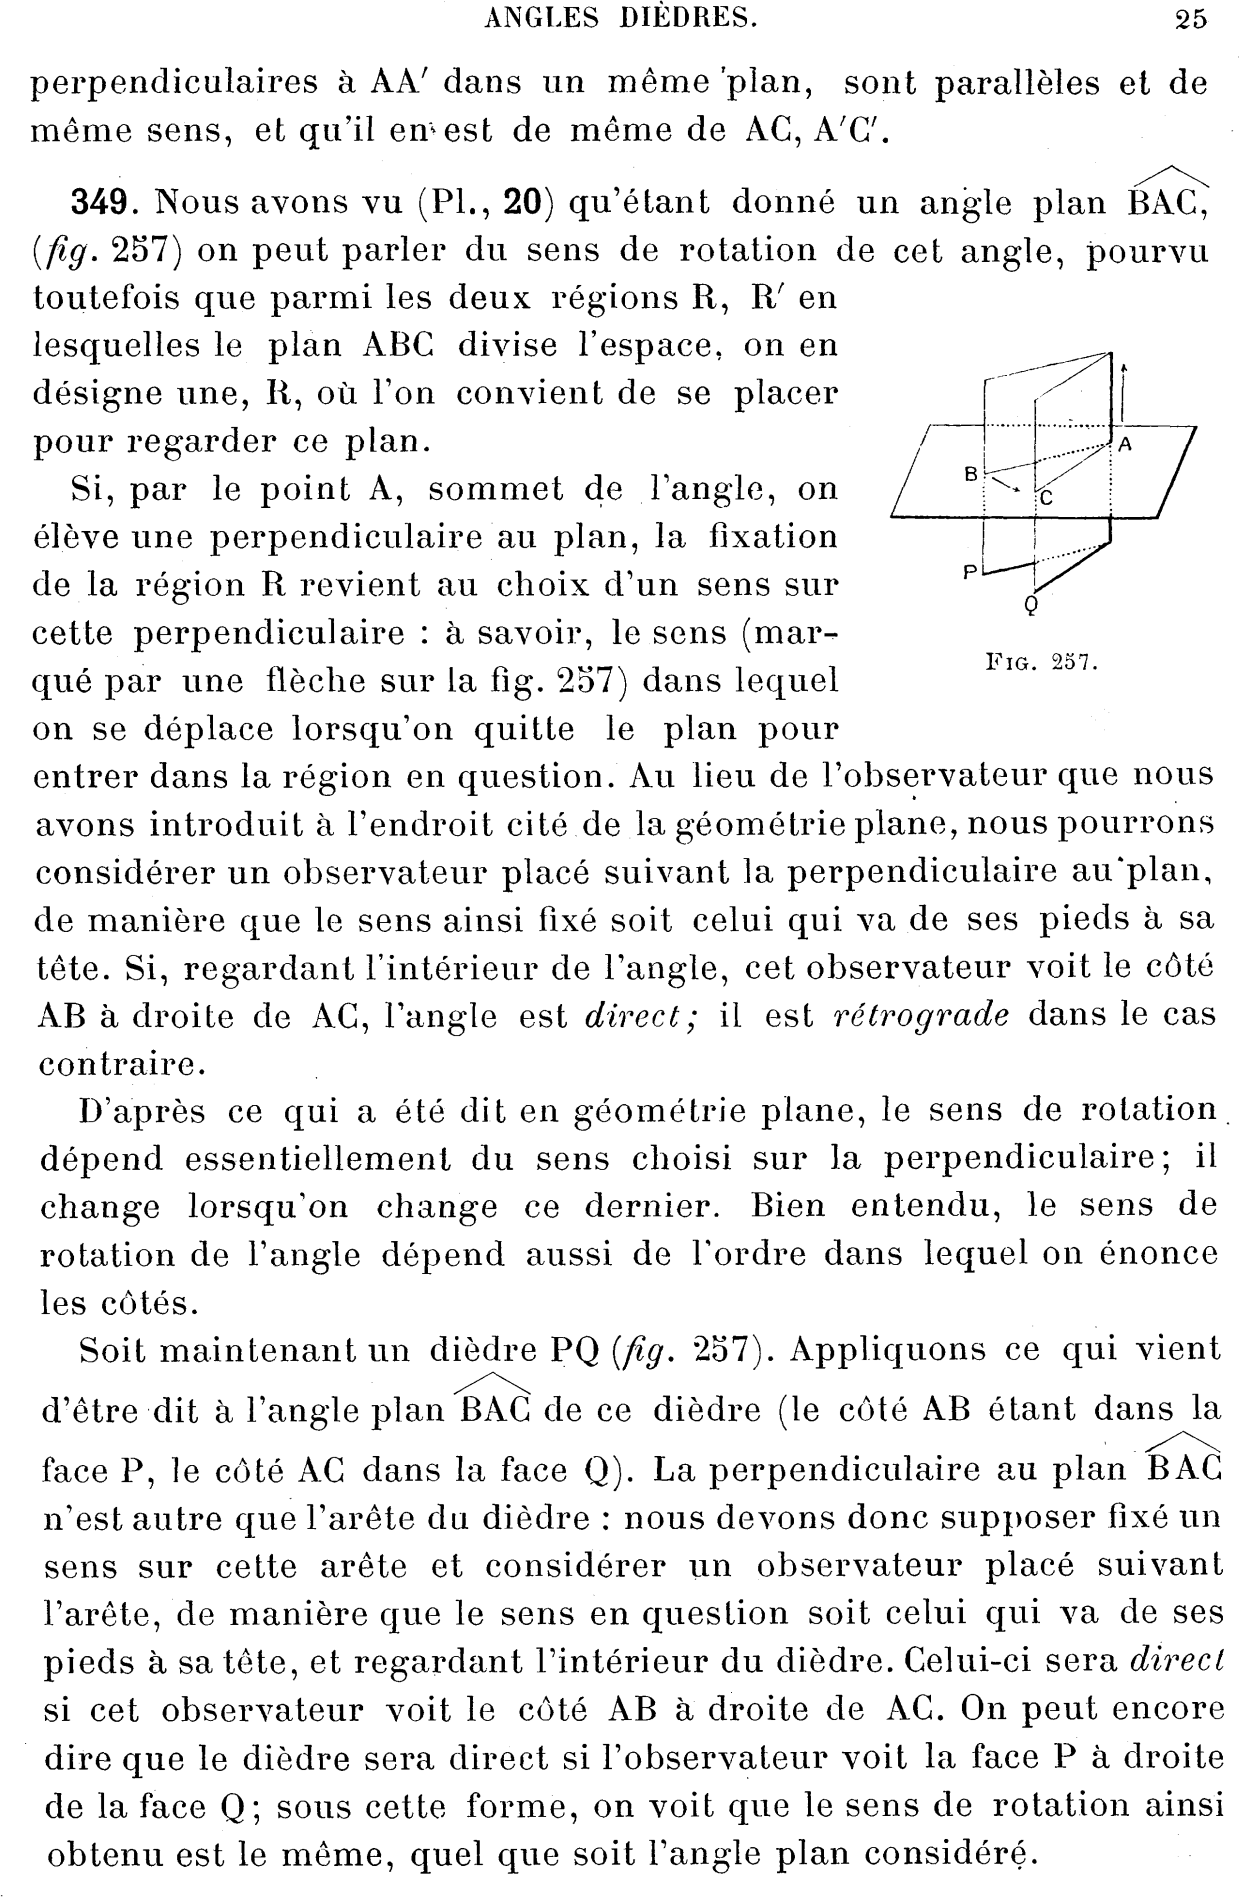 ANGLES DIÈDRES. 25
perpendiculaires à AA′ dans un même plan, sont parallèles et de
même sens, et qu'il en est de même de AC, A′C′.
349. Nous avons vu (Pl., 20) qu'étant donné un angle plan BAC,
(fig. 257) on peut parler du sens de rotation de cet angle, pourvu
toutefois que parmi les deux régions R, R′ en
lesquelles le plan ABC divise l'espace, on en
désigne une, R, où l'on convient de se placer
pour regarder ce plan.
Si, par le point A, sommet de l'angle, on
élève une perpendiculaire au plan, la fixation
de la région R revient au choix d'un sens sur
cette perpendiculaire : à savoir, le sens (mar-
qué par une flèche sur la fig. 257) dans lequel
on se déplace lorsqu'on quitte le plan pour
A
B
C
P
Q
FIG. 257.
entrer dans la région en question. Au lieu de l'observateur que nous
avons introduit à l'endroit cité de la géométrie plane, nous pourrons
considérer un observateur placé suivant la perpendiculaire au plan,
de manière que le sens ainsi fixé soit celui qui va de ses pieds à sa
tête. Si, regardant l'intérieur de l'angle, cet observateur voit le côté
AB à droite de AC, l'angle est direct; il est rétrograde dans le cas
contraire.
D'après ce qui a été dit en géométrie plane, le sens de rotation
dépend essentiellement du sens choisi sur la perpendiculaire; il
change lorsqu'on change ce dernier. Bien entendu, le sens de
rotation de l'angle dépend aussi de l'ordre dans lequel on énonce
les côtés.
Soit maintenant un dièdre PQ (fig. 257). Appliquons ce qui vient
d'être dit à l'angle plan BAC de ce dièdre (le côté AB étant dans la
face P, le côté AC dans la face Q). La perpendiculaire au plan BAC
n'est autre que l'arête du dièdre : nous devons donc supposer fixé un
sens sur cette arête et considérer un observateur placé suivant
l'arête, de manière que le sens en question soit celui qui va de ses
pieds à sa tête, et regardant l'intérieur du dièdre. Celui-ci sera direct
si cet observateur voit le côté AB à droite de AC. On peut encore
dire que le dièdre sera direct si l'observateur voit la face P à droite
de la face Q; sous cette forme, on voit que le sens de rotation ainsi
obtenu est le même, quel que soit l'angle plan considéré.